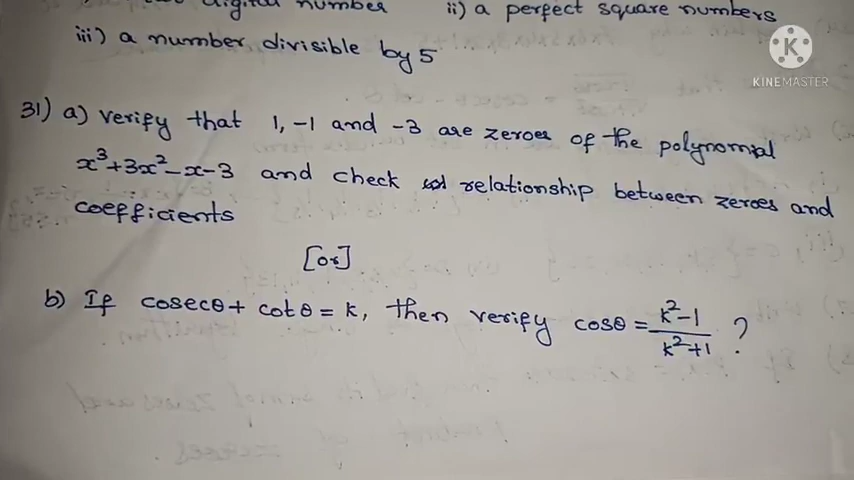 digital number ii) a perfect square numbers
iii) a number divisible by 5
K
KINEMASTER
31) a) verify that 1, -1 and -3 are zeroes of the polynomial
x³+3x²-x-3 and check relationship between zeroes and
coefficients
[or]
b) If cosecθ + cotθ = k, then verify cosθ = k²-1 / k²+1 ?